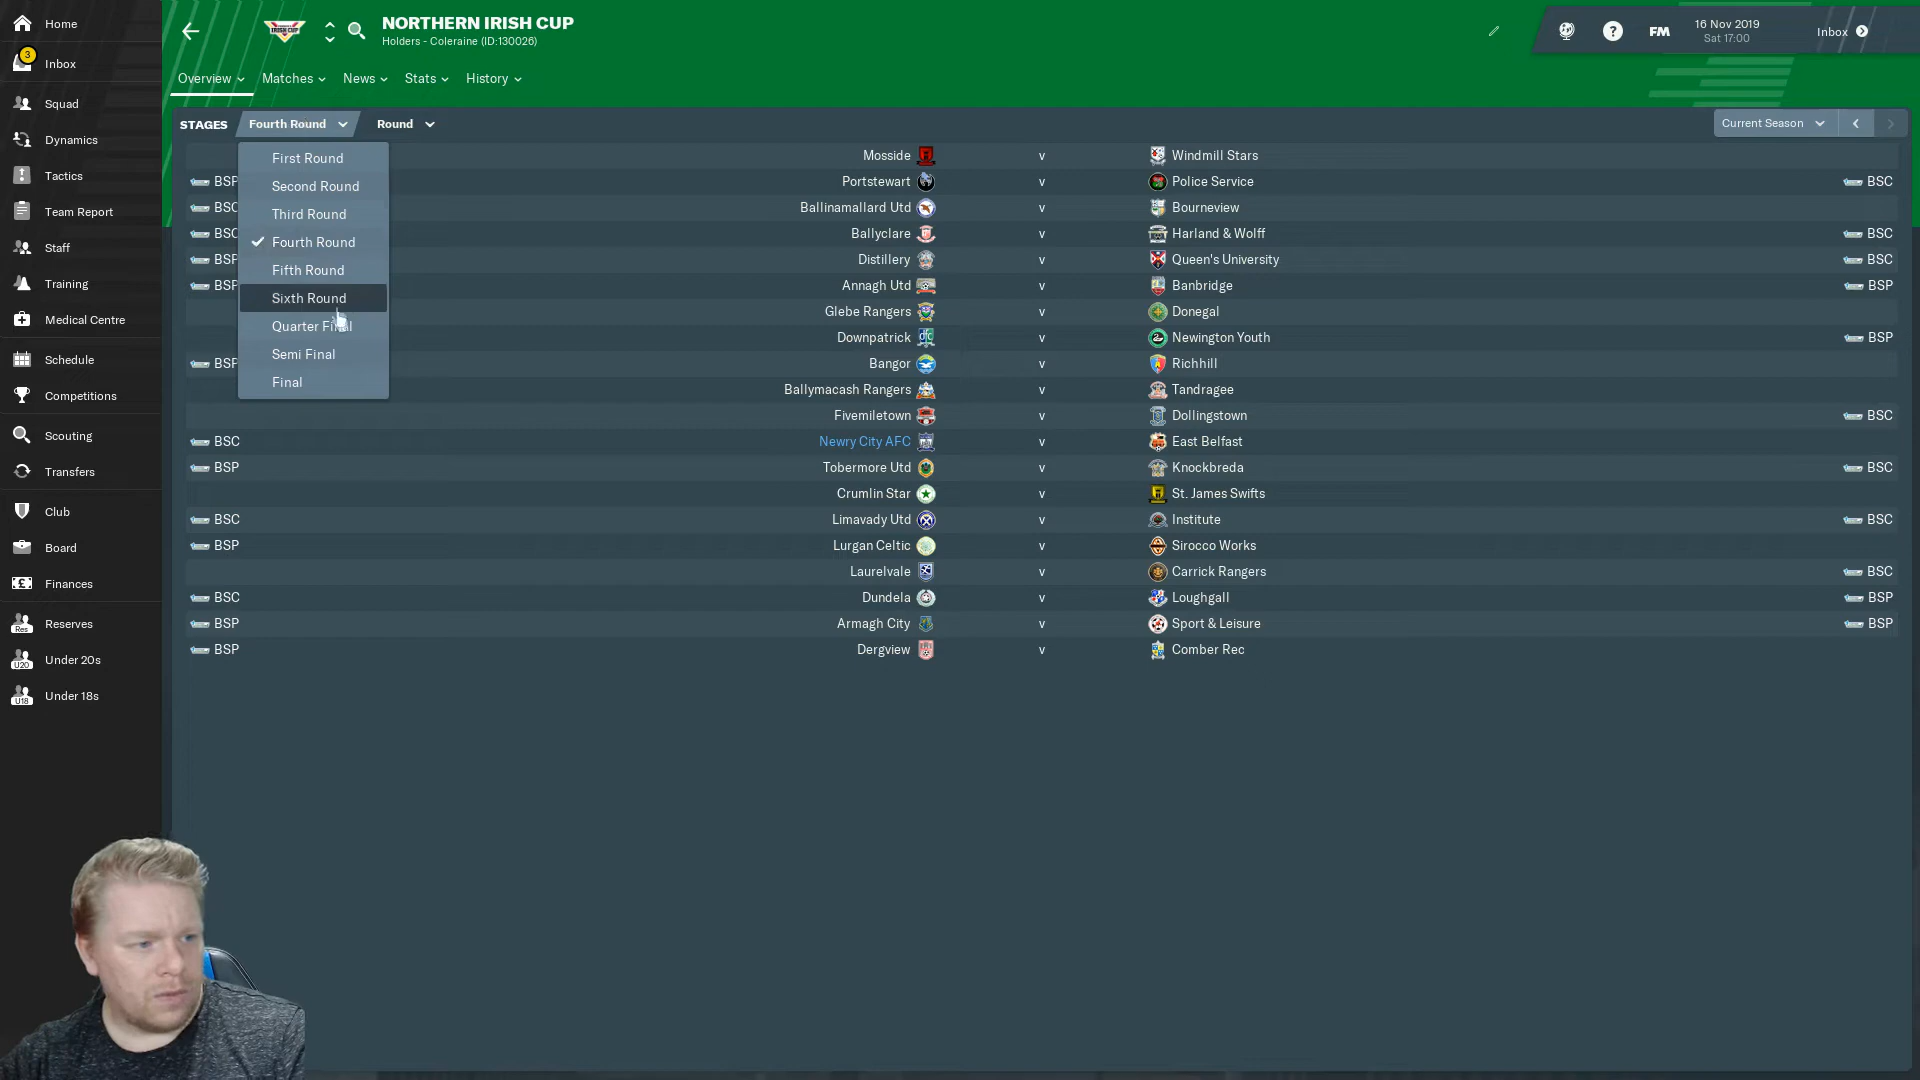 Home
3
Inbox
Squad
Dynamics
Tactics
Team Report
Staff
Training
Medical Centre
Schedule
Competitions
Scouting
Transfers
Club
Board
Finances
Res
Reserves
U20
Under 20s
U18
Under 18s
NORTHERN IRISH CUP
Holders - Coleraine (ID:130026)
? FM
16 Nov 2019
Sat 17:00
Inbox
Overview Matches News Stats History
STAGES Fourth Round Round Current Season
First Round
Second Round
Third Round
Fourth Round
Fifth Round
Sixth Round
Quarter Final
Semi Final
Final
Mosside v Windmill Stars
BSP Portstewart v Police Service BSC
BSC Ballinamallard Utd v Bourneview
BSC Ballyclare v Harland & Wolff BSC
BSP Distillery v Queen's University BSC
BSP Annagh Utd v Banbridge BSP
Glebe Rangers v Donegal
Downpatrick v Newington Youth BSP
BSP Bangor v Richhill
Ballymacash Rangers v Tandragee
Fivemiletown v Dollingstown BSC
BSC Newry City AFC v East Belfast
BSP Tobermore Utd v Knockbreda BSC
Crumlin Star v St. James Swifts
BSC Limavady Utd v Institute BSC
BSP Lurgan Celtic v Sirocco Works
Laurelvale v Carrick Rangers BSC
BSC Dundela v Loughgall BSP
BSP Armagh City v Sport & Leisure BSP
BSP Dergview v Comber Rec